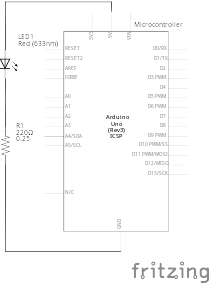 Microcontroller
LED1
Red (633nm)
3V3
5V
VIN
RESET
RESET2
AREF
IOREF
A0
A1
A2
A3
A4/SDA
A5/SCL
N/C
R1
220Ω
0.25
Arduino
Uno
(Rev3)
ICSP
D0/RX
D1/TX
D2
D3 PWM
D4
D5 PWM
D6 PWM
D7
D8
D9 PWM
D10 PWM/SS
D11 PWM/MOSI
D12/MISO
D13/SCK
GND
fritzing